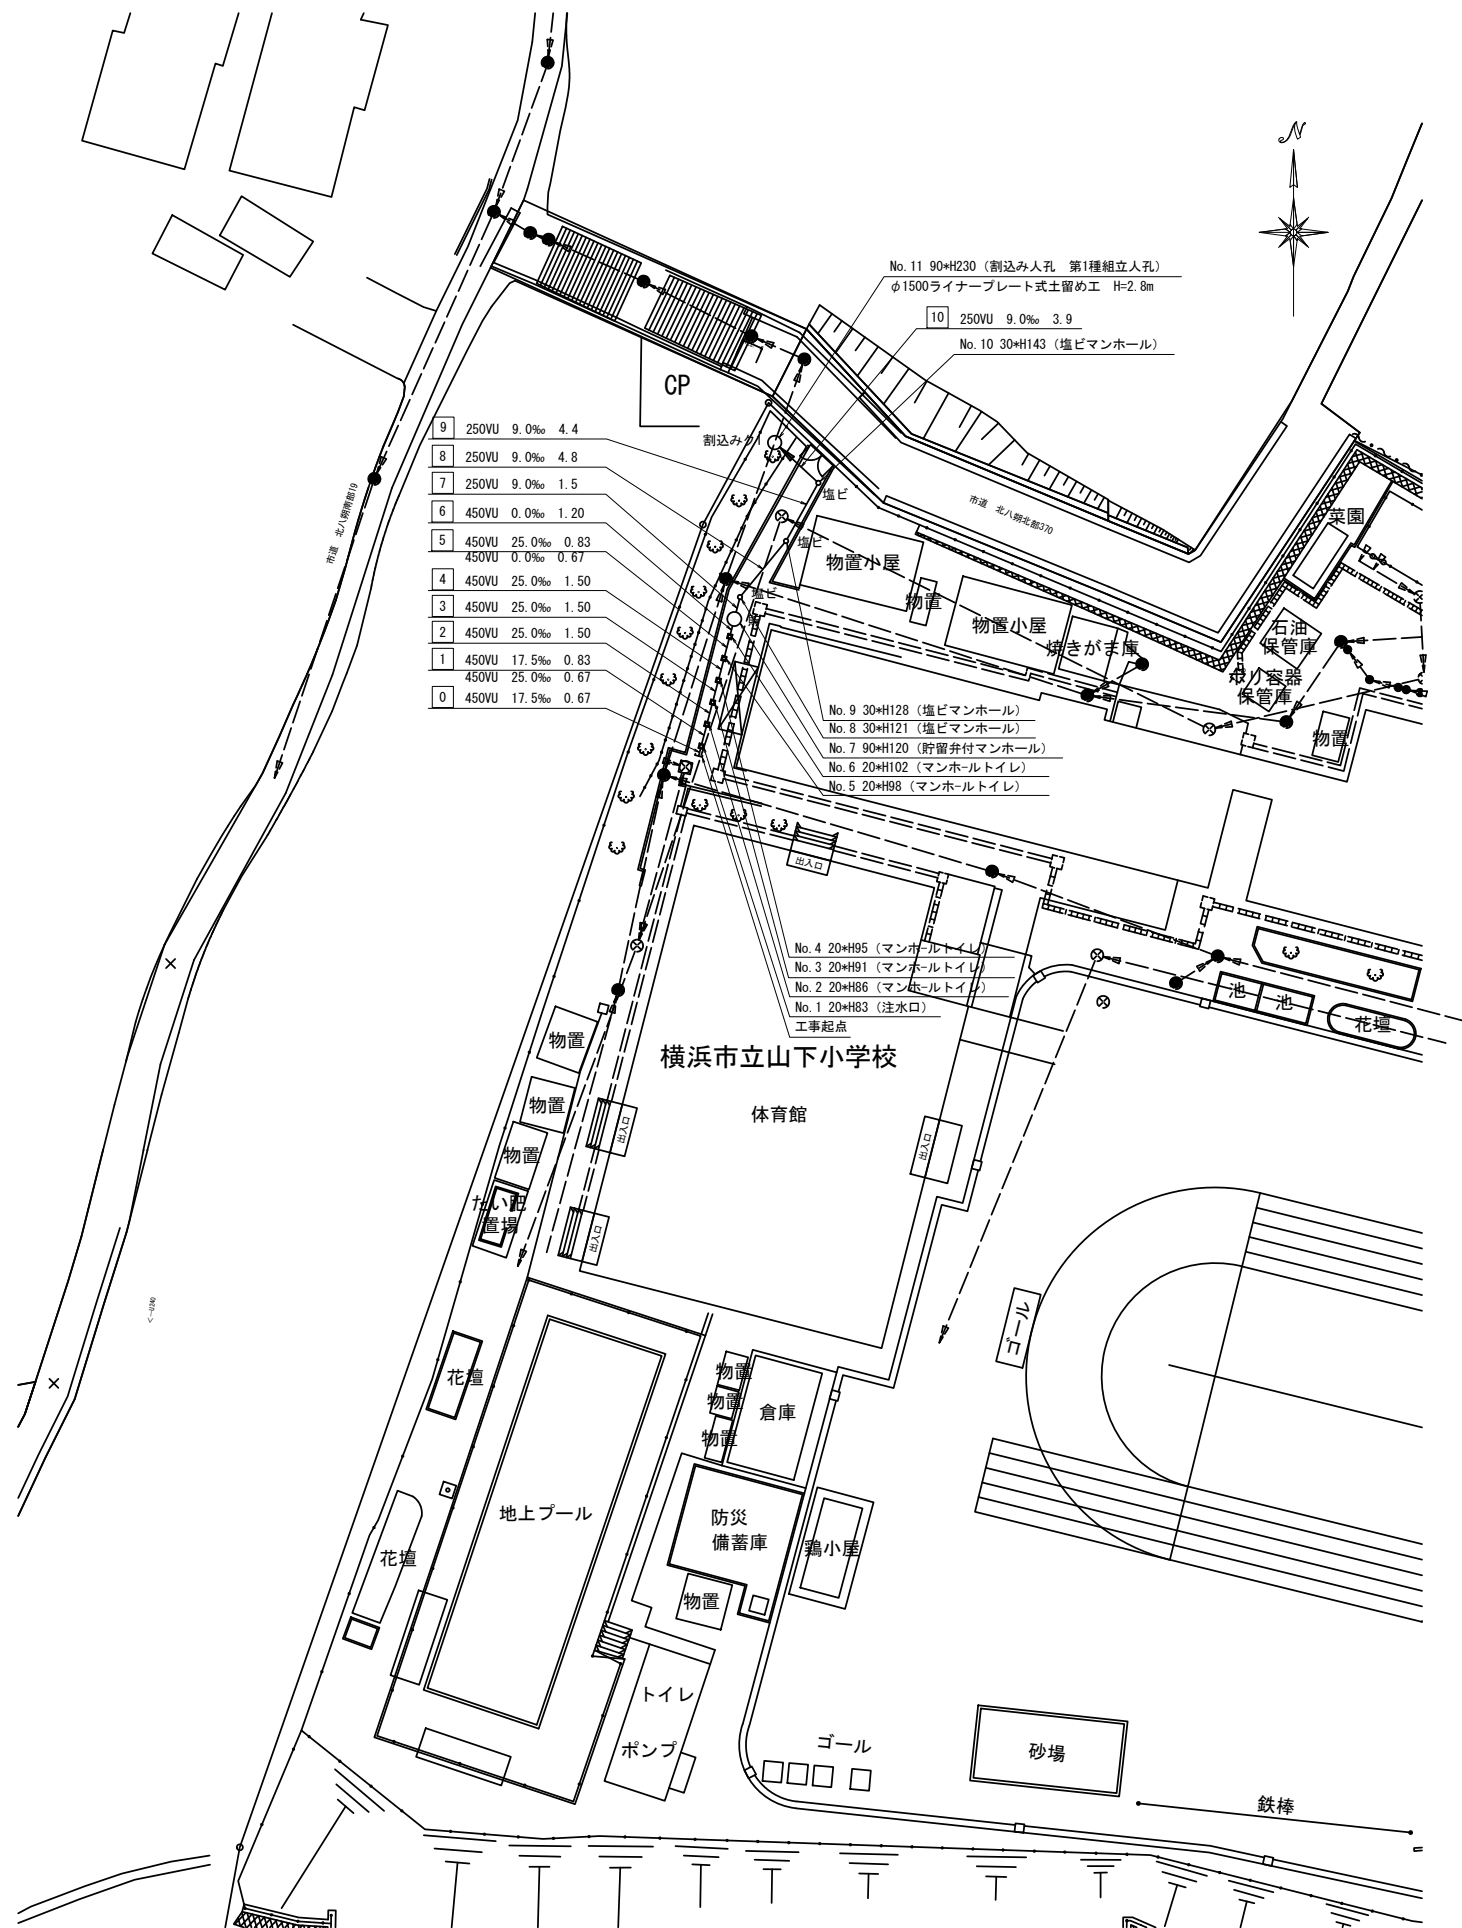 N
No.11 90*H230（割込み人孔　第1種組立人孔）
φ1500ライナープレート式土留め工　H=2.8m
10 250VU 9.0‰ 3.9
No.10 30*H143（塩ビマンホール）
CP
9 250VU 9.0‰ 4.4
8 250VU 9.0‰ 4.8
7 250VU 9.0‰ 1.5
6 450VU 0.0‰ 1.20
5 450VU 25.0‰ 0.83
450VU 0.0‰ 0.67
4 450VU 25.0‰ 1.50
3 450VU 25.0‰ 1.50
2 450VU 25.0‰ 1.50
1 450VU 17.5‰ 0.83
450VU 25.0‰ 0.67
0 450VU 17.5‰ 0.67
塩ビ
塩ビ
塩ビ
市道　北八朔南部19
市道　北八朔北部370
物置小屋
物置
物置小屋
焼きがま庫
菜園
石油
保管庫
ポリ容器
保管庫
物置
No.9 30*H128（塩ビマンホール）
No.8 30*H121（塩ビマンホール）
No.7 90*H120（貯留弁付マンホール）
No.6 20*H102（マンホールトイレ）
No.5 20*H98（マンホールトイレ）
出入口
No.4 20*H95（マンホールトイレ）
No.3 20*H91（マンホールトイレ）
No.2 20*H86（マンホールトイレ）
No.1 20*H83（注水口）
工事起点
池
池
花壇
横浜市立山下小学校
体育館
物置
物置
物置
たい肥
置場
出入口
出入口
出入口
ゴール
花壇
物置
物置
物置
倉庫
地上プール
防災
備蓄庫
鶏小屋
花壇
物置
トイレ
ポンプ
ゴール
砂場
鉄棒